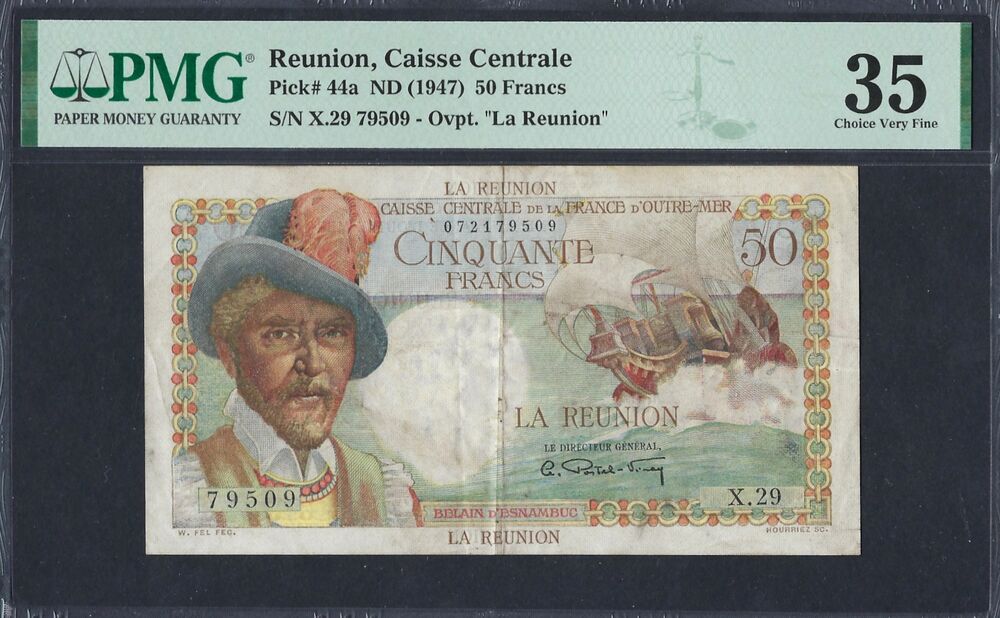 PMG®
PAPER MONEY GUARANTY
Reunion, Caisse Centrale
Pick# 44a ND (1947) 50 Francs
S/N X.29 79509 - Ovpt. "La Reunion"
35
Choice Very Fine
LA REUNION
CAISSE CENTRALE DE LA FRANCE D'OUTRE-MER
072179509
CINQUANTE
FRANCS
50
LA REUNION
LE DIRECTEUR GÉNÉRAL,
79509
X.29
BELAIN D'ESNAMBUC
W. FEL FEC.
HOURRIEZ SC.
LA REUNION